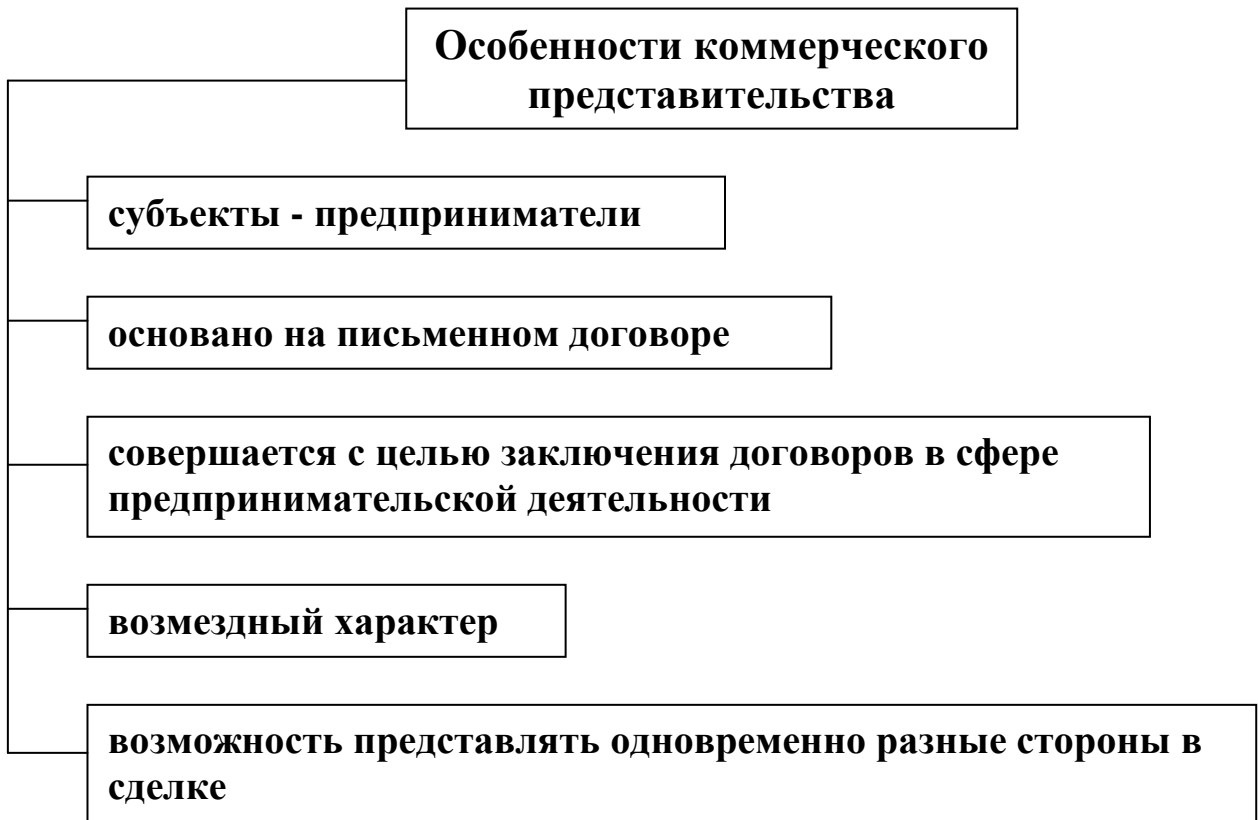 Особенности коммерческого
представительства
субъекты - предприниматели
основано на письменном договоре
совершается с целью заключения договоров в сфере
предпринимательской деятельности
возмездный характер
возможность представлять одновременно разные стороны в
сделке